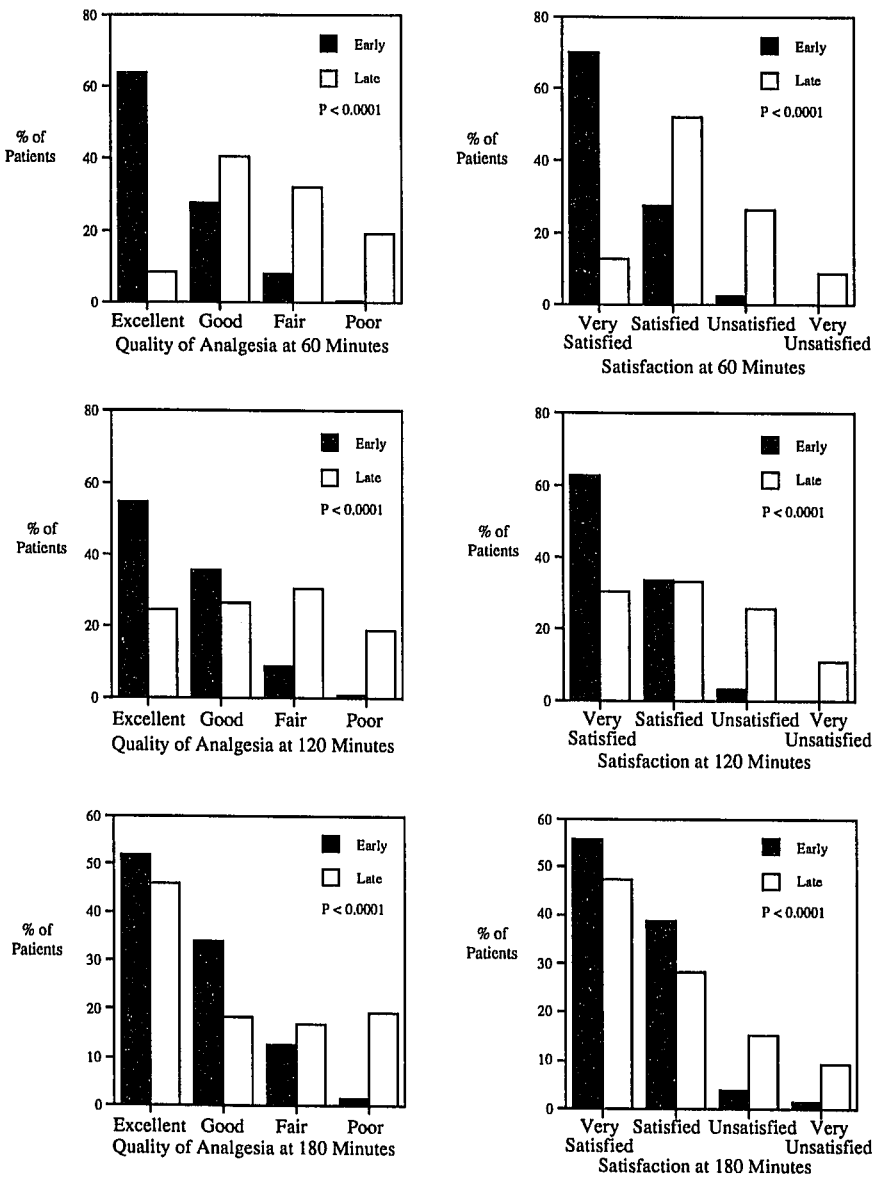 80
60
40
20
0
% of
Patients
Early
Late
P < 0.0001
Excellent Good Fair Poor
Quality of Analgesia at 60 Minutes
80
60
40
20
0
% of
Patients
Early
Late
P < 0.0001
Very Satisfied Unsatisfied Very
Satisfied Unsatisfied
Satisfaction at 60 Minutes
80
60
40
20
0
% of
Patients
Early
Late
P < 0.0001
Excellent Good Fair Poor
Quality of Analgesia at 120 Minutes
80
60
40
20
0
% of
Patients
Early
Late
P < 0.0001
Very Satisfied Unsatisfied Very
Satisfied Unsatisfied
Satisfaction at 120 Minutes
60
50
40
30
20
10
0
% of
Patients
Early
Late
P < 0.0001
Excellent Good Fair Poor
Quality of Analgesia at 180 Minutes
60
50
40
30
20
10
0
% of
Patients
Early
Late
P < 0.0001
Very Satisfied Unsatisfied Very
Satisfied Unsatisfied
Satisfaction at 180 Minutes